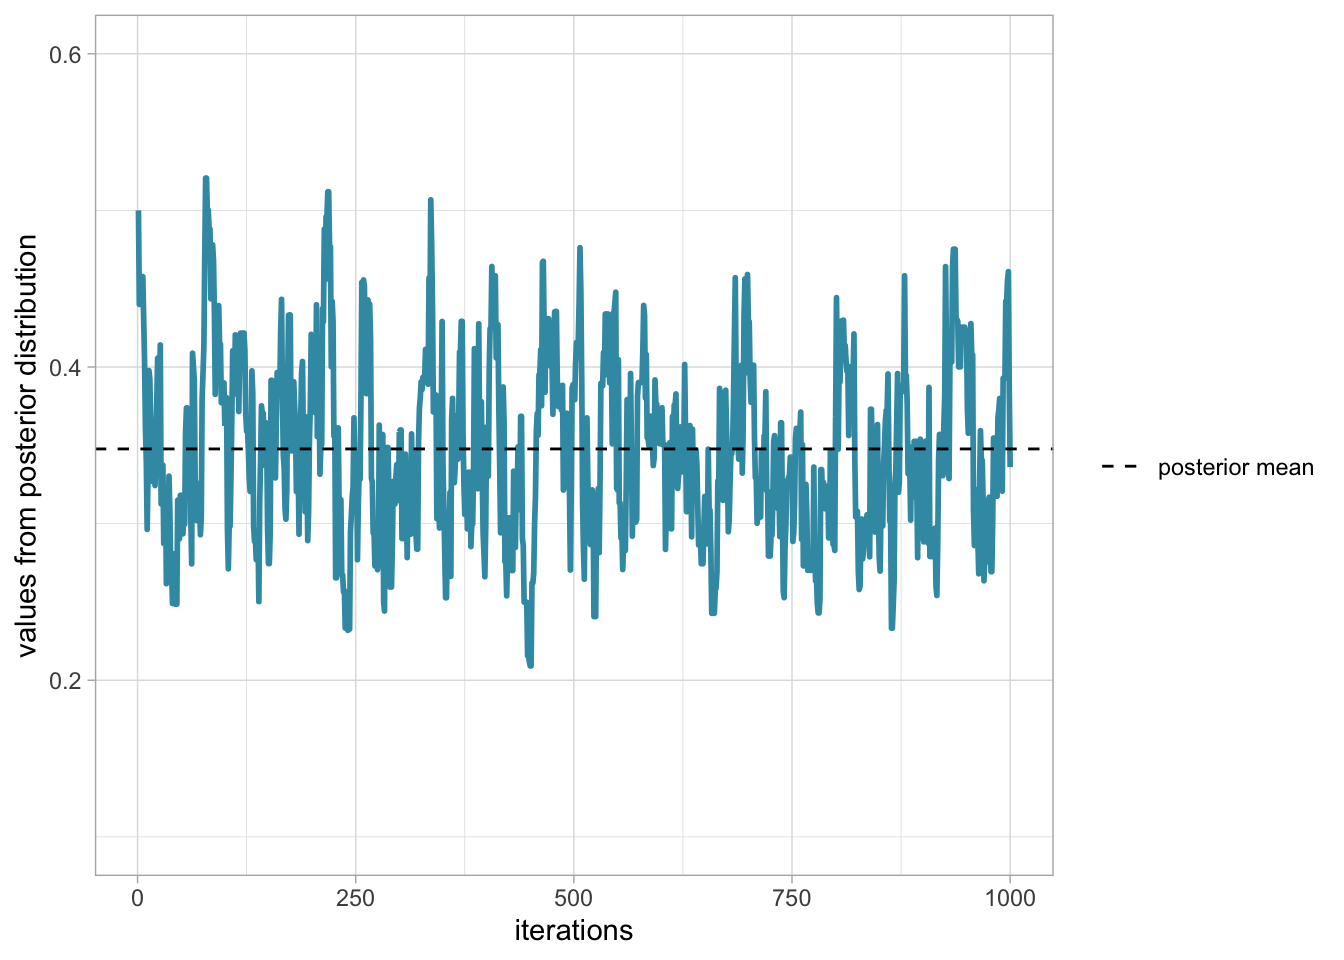 values from posterior distribution
0.6
0.4
0.2
0 250 500 750 1000
iterations
posterior mean